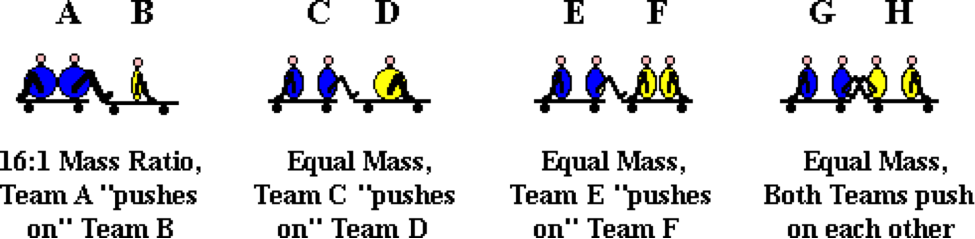 A B
C D
E F
G H
16:1 Mass Ratio,
Team A "pushes
on" Team B
Equal Mass,
Team C "pushes
on" Team D
Equal Mass,
Team E "pushes
on" Team F
Equal Mass,
Both Teams push
on each other